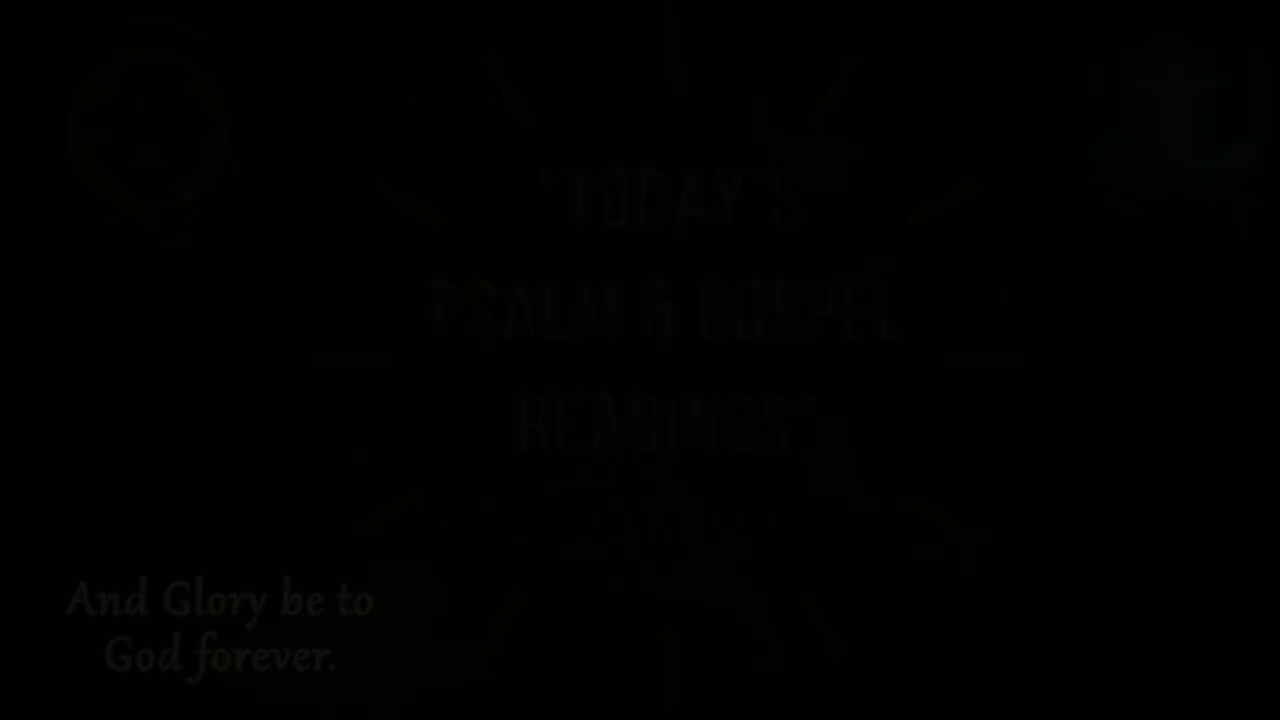 "TODAY'S
PSALM & GOSPEL
READINGS"
And Glory be to
God forever.